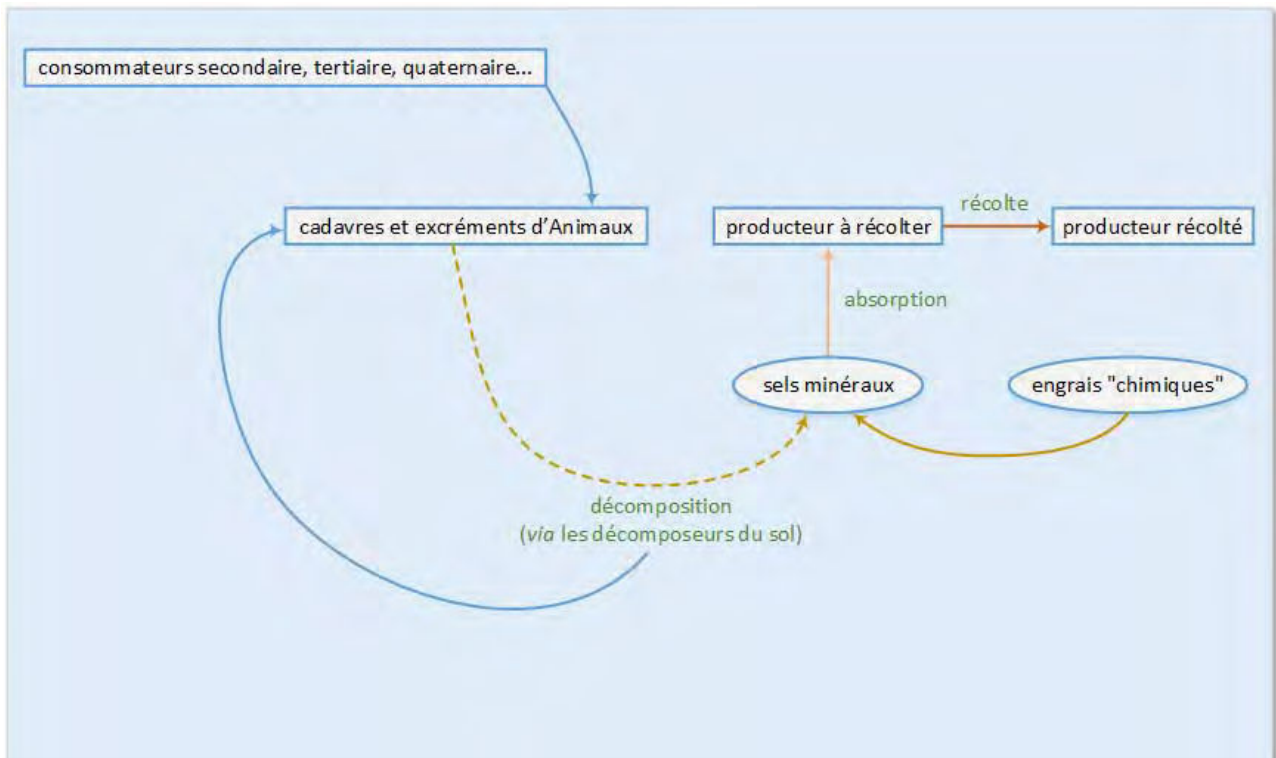 consommateurs secondaire, tertiaire, quaternaire...
cadavres et excréments d’Animaux
producteur à récolter
récolte
producteur récolté
absorption
sels minéraux
engrais "chimiques"
décomposition
(via les décomposeurs du sol)